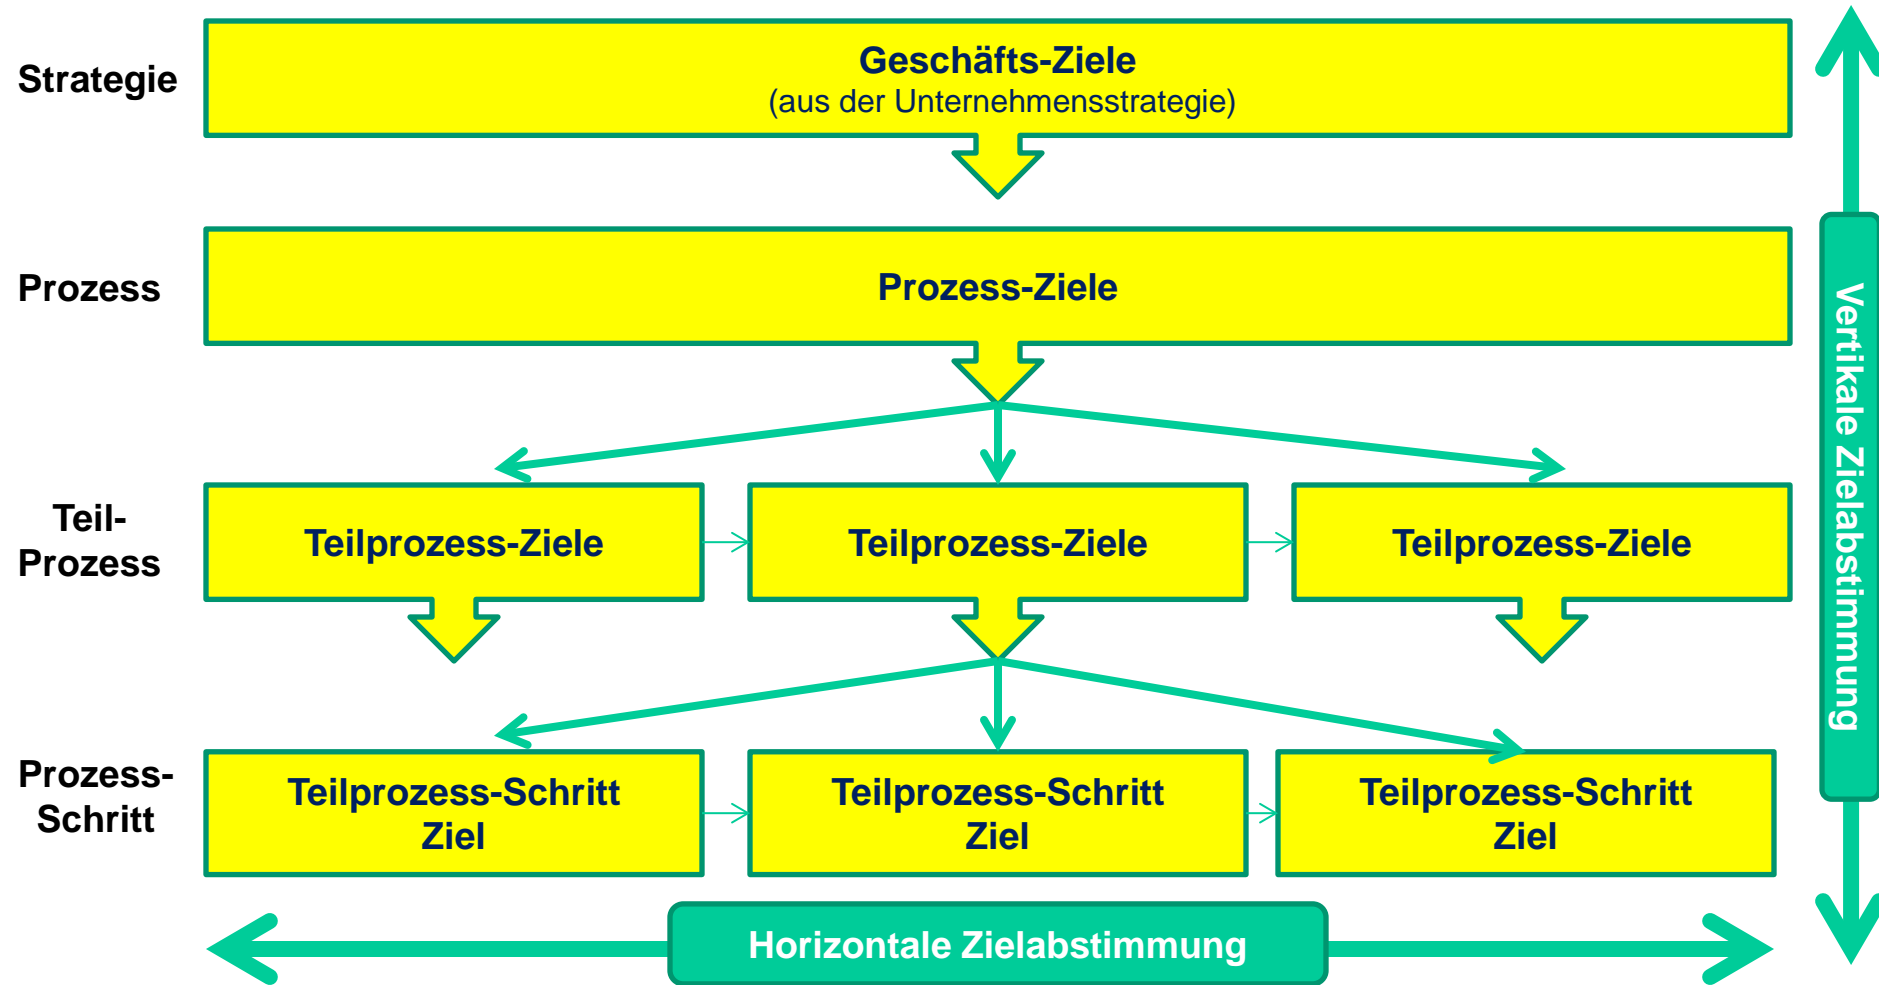 Strategie
Geschäfts-Ziele
(aus der Unternehmensstrategie)
Prozess
Prozess-Ziele
Teil-
Prozess
Teilprozess-Ziele
Teilprozess-Ziele
Teilprozess-Ziele
Prozess-
Schritt
Teilprozess-Schritt
Ziel
Teilprozess-Schritt
Ziel
Teilprozess-Schritt
Ziel
Horizontale Zielabstimmung
Vertikale Zielabstimmung